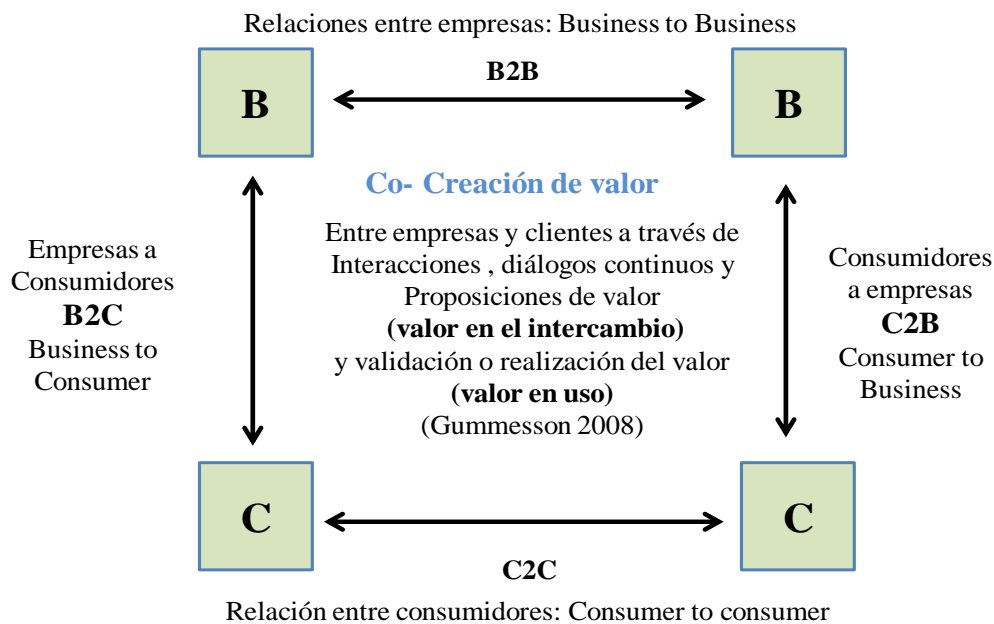 Relaciones entre empresas: Business to Business
B2B
B
B
Co- Creación de valor
Entre empresas y clientes a través de
Interacciones , diálogos continuos y
Proposiciones de valor
(valor en el intercambio)
y validación o realización del valor
(valor en uso)
(Gummesson 2008)
Empresas a
Consumidores
B2C
Business to
Consumer
Consumidores
a empresas
C2B
Consumer to
Business
C
C
C2C
Relación entre consumidores: Consumer to consumer